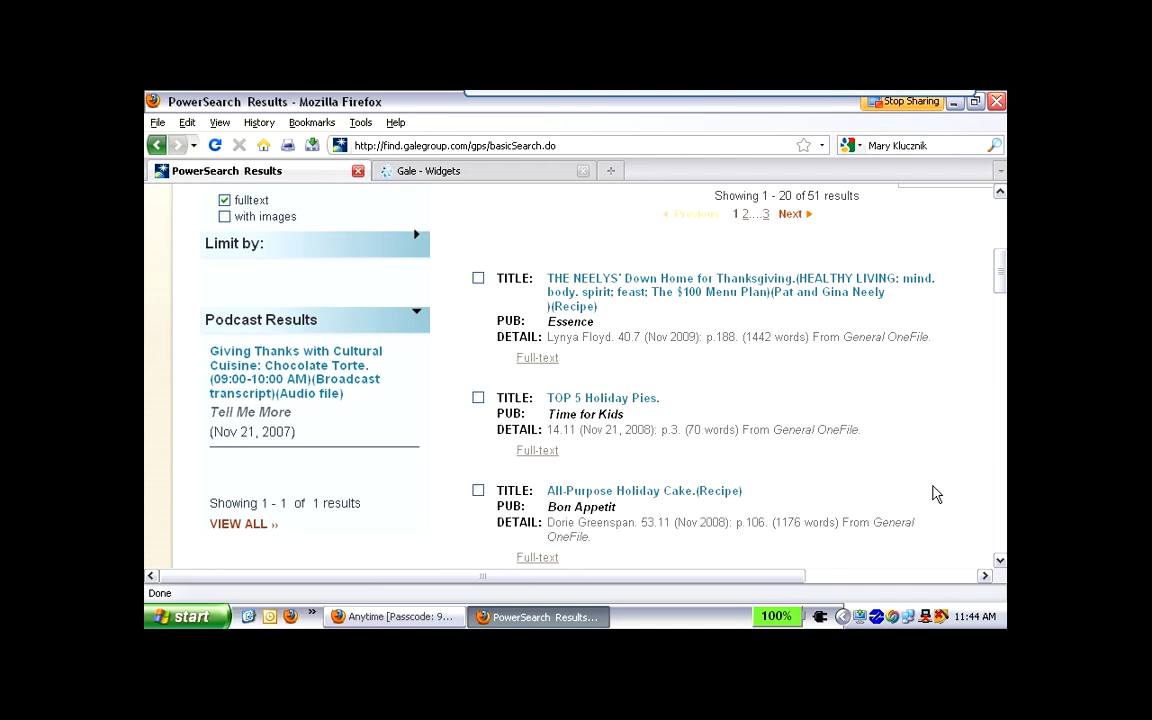 PowerSearch Results - Mozilla Firefox
Stop Sharing
File Edit View History Bookmarks Tools Help
http://find.galegroup.com/gps/basicSearch.do
Mary Klucznik
PowerSearch Results
Gale - Widgets
fulltext
with images
Limit by:
Podcast Results
Giving Thanks with Cultural
Cuisine: Chocolate Torte.
(09:00-10:00 AM)(Broadcast
transcript)(Audio file)
Tell Me More
(Nov 21, 2007)
Showing 1 - 1 of 1 results
VIEW ALL ››
Showing 1 - 20 of 51 results
Previous 1 2....3 Next
TITLE: THE NEELYS' Down Home for Thanksgiving.(HEALTHY LIVING: mind.
body. spirit; feast; The $100 Menu Plan)(Pat and Gina Neely
)(Recipe)
PUB: Essence
DETAIL: Lynya Floyd. 40.7 (Nov 2009): p.188. (1442 words) From General OneFile.
Full-text
TITLE: TOP 5 Holiday Pies.
PUB: Time for Kids
DETAIL: 14.11 (Nov 21, 2008): p.3. (70 words) From General OneFile.
Full-text
TITLE: All-Purpose Holiday Cake.(Recipe)
PUB: Bon Appetit
DETAIL: Dorie Greenspan. 53.11 (Nov 2008): p.106. (1176 words) From General
OneFile.
Full-text
Done
start
Anytime [Passcode: 9...
PowerSearch Results...
100%
11:44 AM